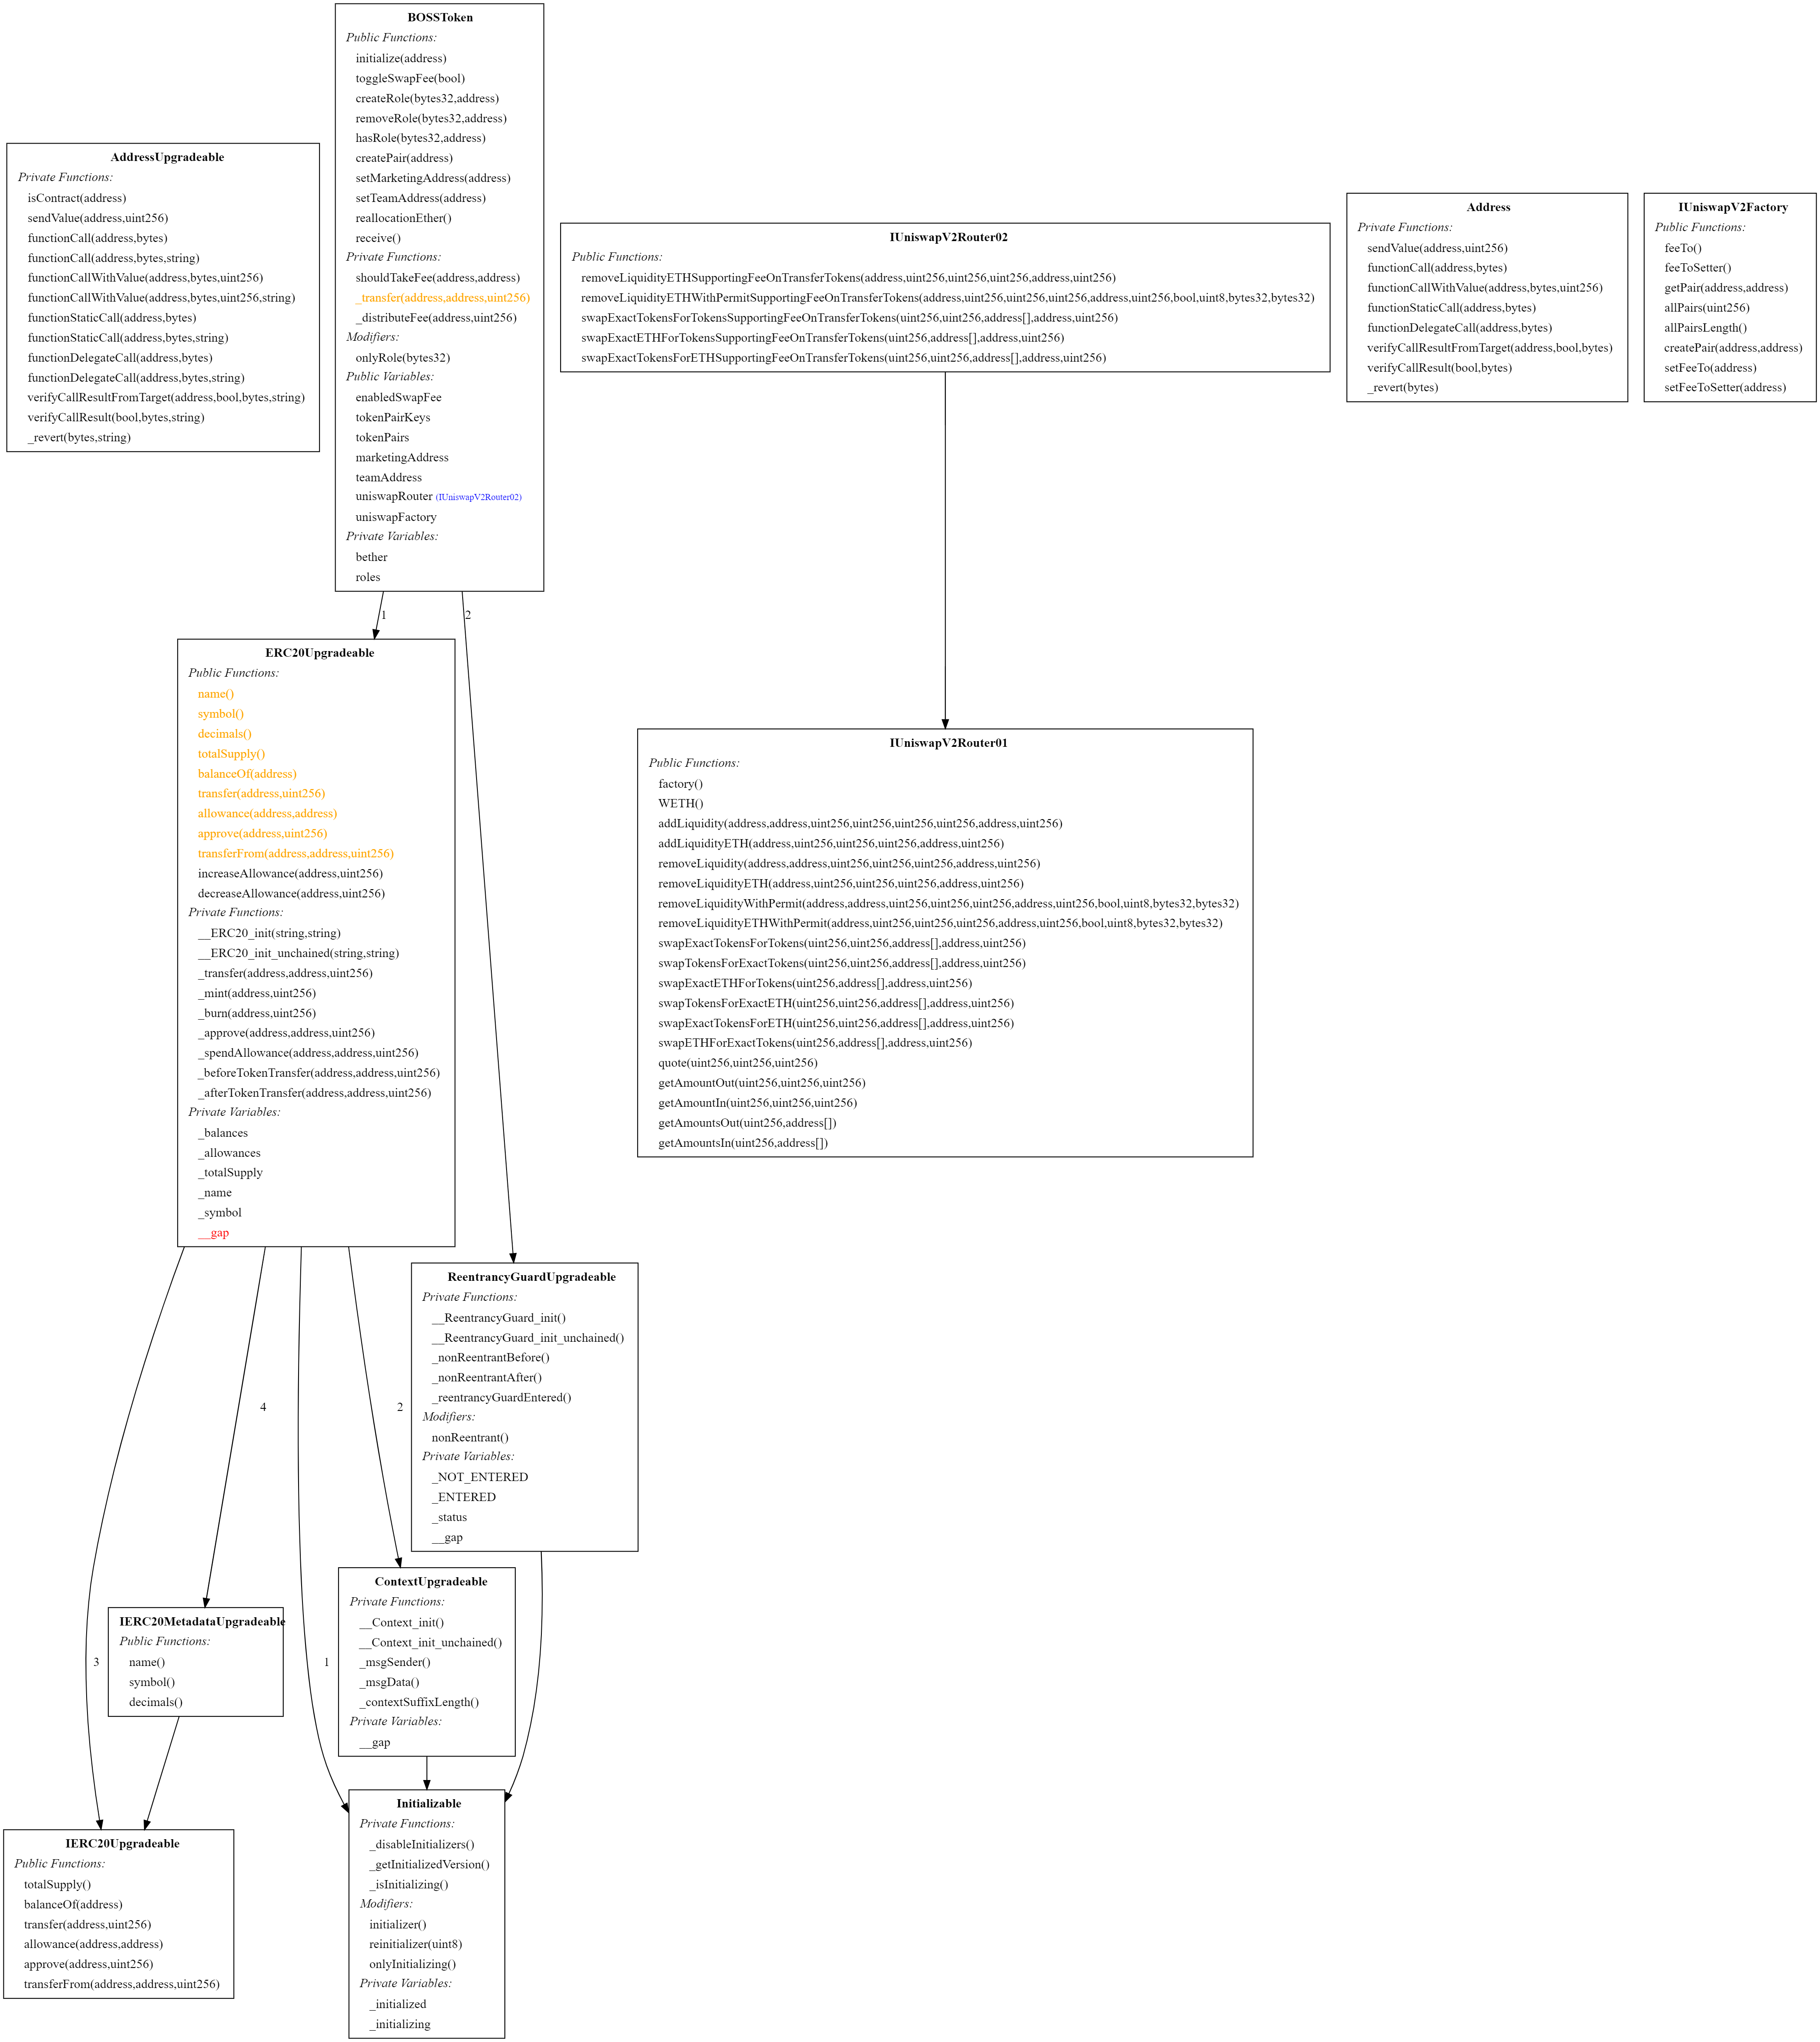 BOSSToken
Public Functions:
initialize(address)
toggleSwapFee(bool)
createRole(bytes32,address)
removeRole(bytes32,address)
hasRole(bytes32,address)
createPair(address)
setMarketingAddress(address)
setTeamAddress(address)
reallocationEther()
receive()
Private Functions:
shouldTakeFee(address,address)
_transfer(address,address,uint256)
_distributeFee(address,uint256)
Modifiers:
onlyRole(bytes32)
Public Variables:
enabledSwapFee
tokenPairKeys
tokenPairs
marketingAddress
teamAddress
uniswapRouter (IUniswapV2Router02)
uniswapFactory
Private Variables:
bether
roles
AddressUpgradeable
Private Functions:
isContract(address)
sendValue(address,uint256)
functionCall(address,bytes)
functionCall(address,bytes,string)
functionCallWithValue(address,bytes,uint256)
functionCallWithValue(address,bytes,uint256,string)
functionStaticCall(address,bytes)
functionStaticCall(address,bytes,string)
functionDelegateCall(address,bytes)
functionDelegateCall(address,bytes,string)
verifyCallResultFromTarget(address,bool,bytes,string)
verifyCallResult(bool,bytes,string)
_revert(bytes,string)
IUniswapV2Router02
Public Functions:
removeLiquidityETHSupportingFeeOnTransferTokens(address,uint256,uint256,uint256,address,uint256)
removeLiquidityETHWithPermitSupportingFeeOnTransferTokens(address,uint256,uint256,uint256,address,uint256,bool,uint8,bytes32,bytes32)
swapExactTokensForTokensSupportingFeeOnTransferTokens(uint256,uint256,address[],address,uint256)
swapExactETHForTokensSupportingFeeOnTransferTokens(uint256,address[],address,uint256)
swapExactTokensForETHSupportingFeeOnTransferTokens(uint256,uint256,address[],address,uint256)
Address
Private Functions:
sendValue(address,uint256)
functionCall(address,bytes)
functionCallWithValue(address,bytes,uint256)
functionStaticCall(address,bytes)
functionDelegateCall(address,bytes)
verifyCallResultFromTarget(address,bool,bytes)
verifyCallResult(bool,bytes)
_revert(bytes)
IUniswapV2Factory
Public Functions:
feeTo()
feeToSetter()
getPair(address,address)
allPairs(uint256)
allPairsLength()
createPair(address,address)
setFeeTo(address)
setFeeToSetter(address)
1
2
ERC20Upgradeable
Public Functions:
name()
symbol()
decimals()
totalSupply()
balanceOf(address)
transfer(address,uint256)
allowance(address,address)
approve(address,uint256)
transferFrom(address,address,uint256)
increaseAllowance(address,uint256)
decreaseAllowance(address,uint256)
Private Functions:
__ERC20_init(string,string)
__ERC20_init_unchained(string,string)
_transfer(address,address,uint256)
_mint(address,uint256)
_burn(address,uint256)
_approve(address,address,uint256)
_spendAllowance(address,address,uint256)
_beforeTokenTransfer(address,address,uint256)
_afterTokenTransfer(address,address,uint256)
Private Variables:
_balances
_allowances
_totalSupply
_name
_symbol
__gap
IUniswapV2Router01
Public Functions:
factory()
WETH()
addLiquidity(address,address,uint256,uint256,uint256,uint256,address,uint256)
addLiquidityETH(address,uint256,uint256,uint256,address,uint256)
removeLiquidity(address,address,uint256,uint256,uint256,address,uint256)
removeLiquidityETH(address,uint256,uint256,uint256,address,uint256)
removeLiquidityWithPermit(address,address,uint256,uint256,uint256,address,uint256,bool,uint8,bytes32,bytes32)
removeLiquidityETHWithPermit(address,uint256,uint256,uint256,address,uint256,bool,uint8,bytes32,bytes32)
swapExactTokensForTokens(uint256,uint256,address[],address,uint256)
swapTokensForExactTokens(uint256,uint256,address[],address,uint256)
swapExactETHForTokens(uint256,address[],address,uint256)
swapTokensForExactETH(uint256,uint256,address[],address,uint256)
swapExactTokensForETH(uint256,uint256,address[],address,uint256)
swapETHForExactTokens(uint256,address[],address,uint256)
quote(uint256,uint256,uint256)
getAmountOut(uint256,uint256,uint256)
getAmountIn(uint256,uint256,uint256)
getAmountsOut(uint256,address[])
getAmountsIn(uint256,address[])
ReentrancyGuardUpgradeable
Private Functions:
__ReentrancyGuard_init()
__ReentrancyGuard_init_unchained()
_nonReentrantBefore()
_nonReentrantAfter()
_reentrancyGuardEntered()
Modifiers:
nonReentrant()
Private Variables:
_NOT_ENTERED
_ENTERED
_status
__gap
4
2
3
1
ContextUpgradeable
Private Functions:
__Context_init()
__Context_init_unchained()
_msgSender()
_msgData()
_contextSuffixLength()
Private Variables:
__gap
IERC20MetadataUpgradeable
Public Functions:
name()
symbol()
decimals()
Initializable
Private Functions:
_disableInitializers()
_getInitializedVersion()
_isInitializing()
Modifiers:
initializer()
reinitializer(uint8)
onlyInitializing()
Private Variables:
_initialized
_initializing
IERC20Upgradeable
Public Functions:
totalSupply()
balanceOf(address)
transfer(address,uint256)
allowance(address,address)
approve(address,uint256)
transferFrom(address,address,uint256)